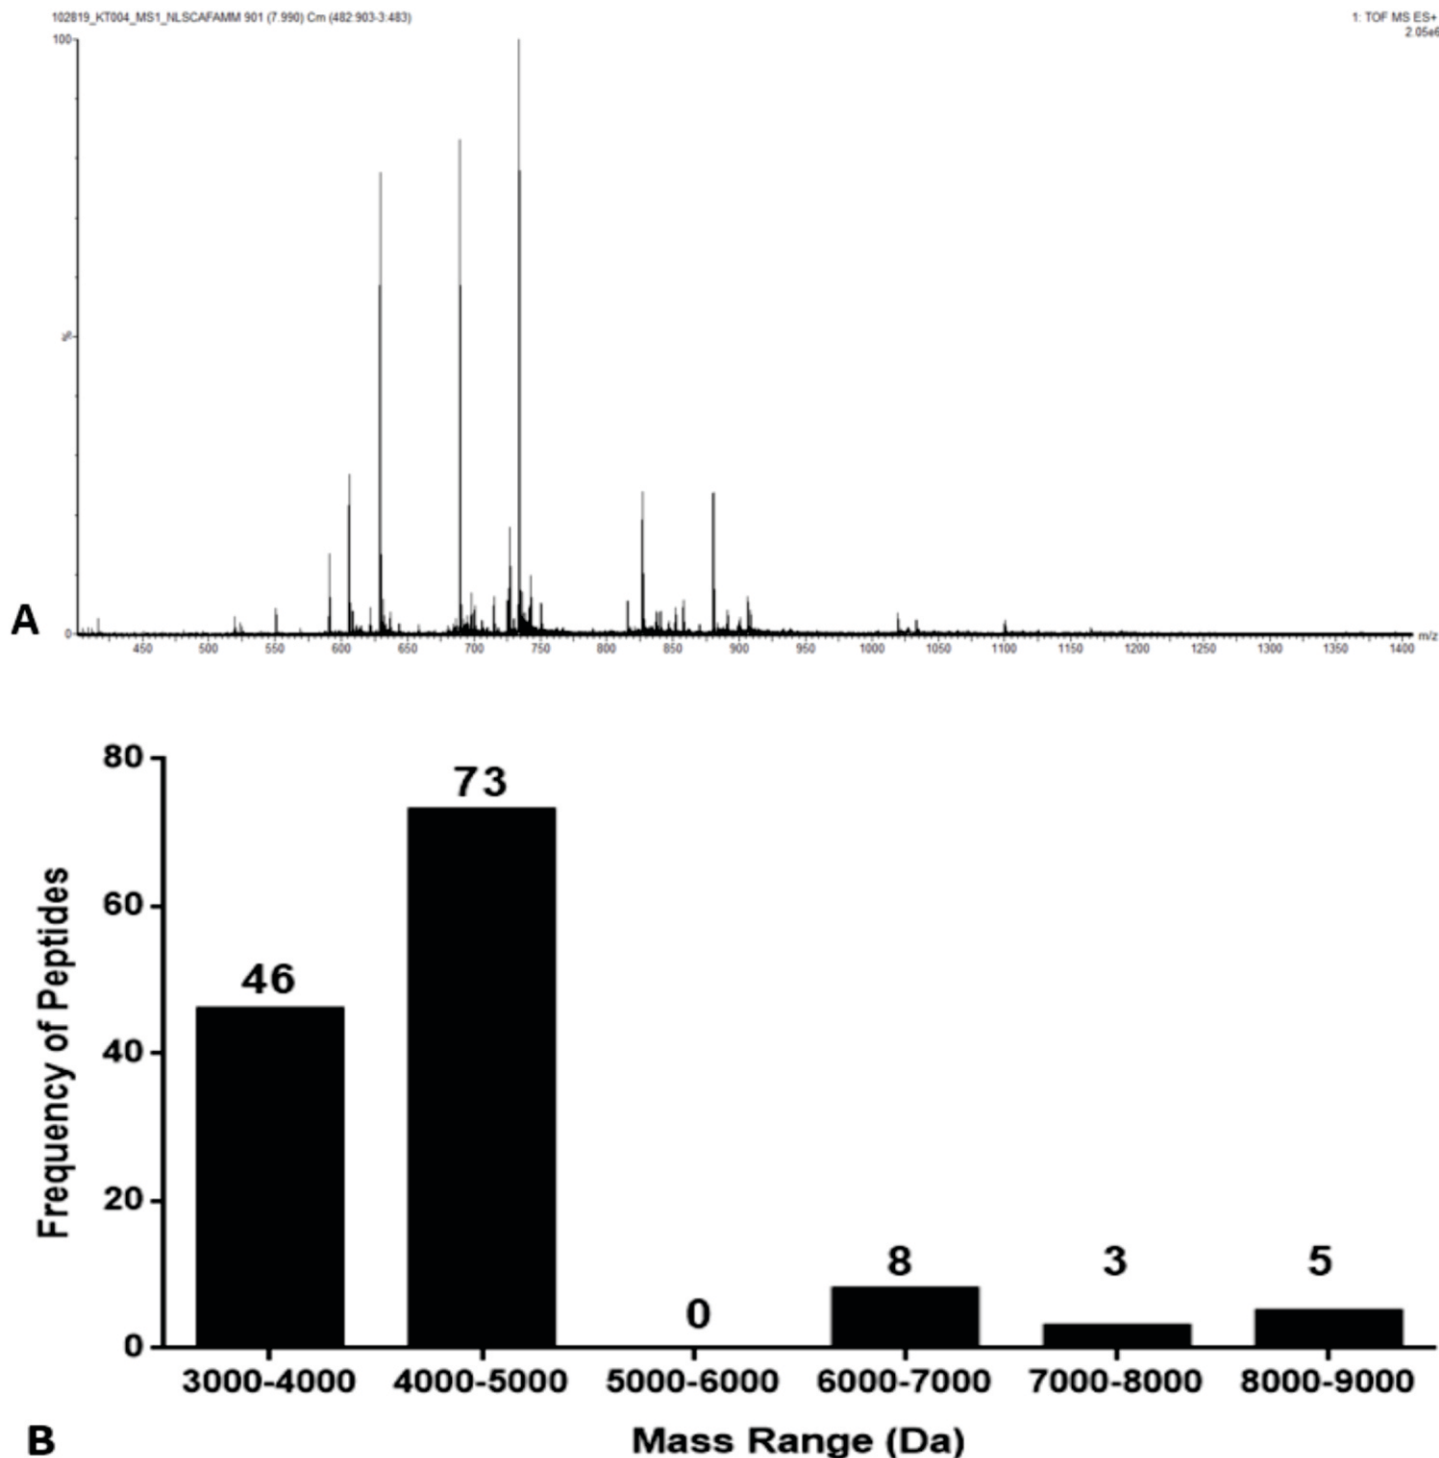 102819_KT004_MS1_NLSCAFAMM 901 (7.990) Cm (482:903-3:483)
1: TOF MS ES+
2.05e6
100
%
0
A
450 500 550 600 650 700 750 800 850 900 950 1000 1050 1100 1150 1200 1250 1300 1350 1400 m/z
80
60
40
20
0
Frequency of Peptides
46
73
0
8
3
5
3000-4000 4000-5000 5000-6000 6000-7000 7000-8000 8000-9000
Mass Range (Da)
B